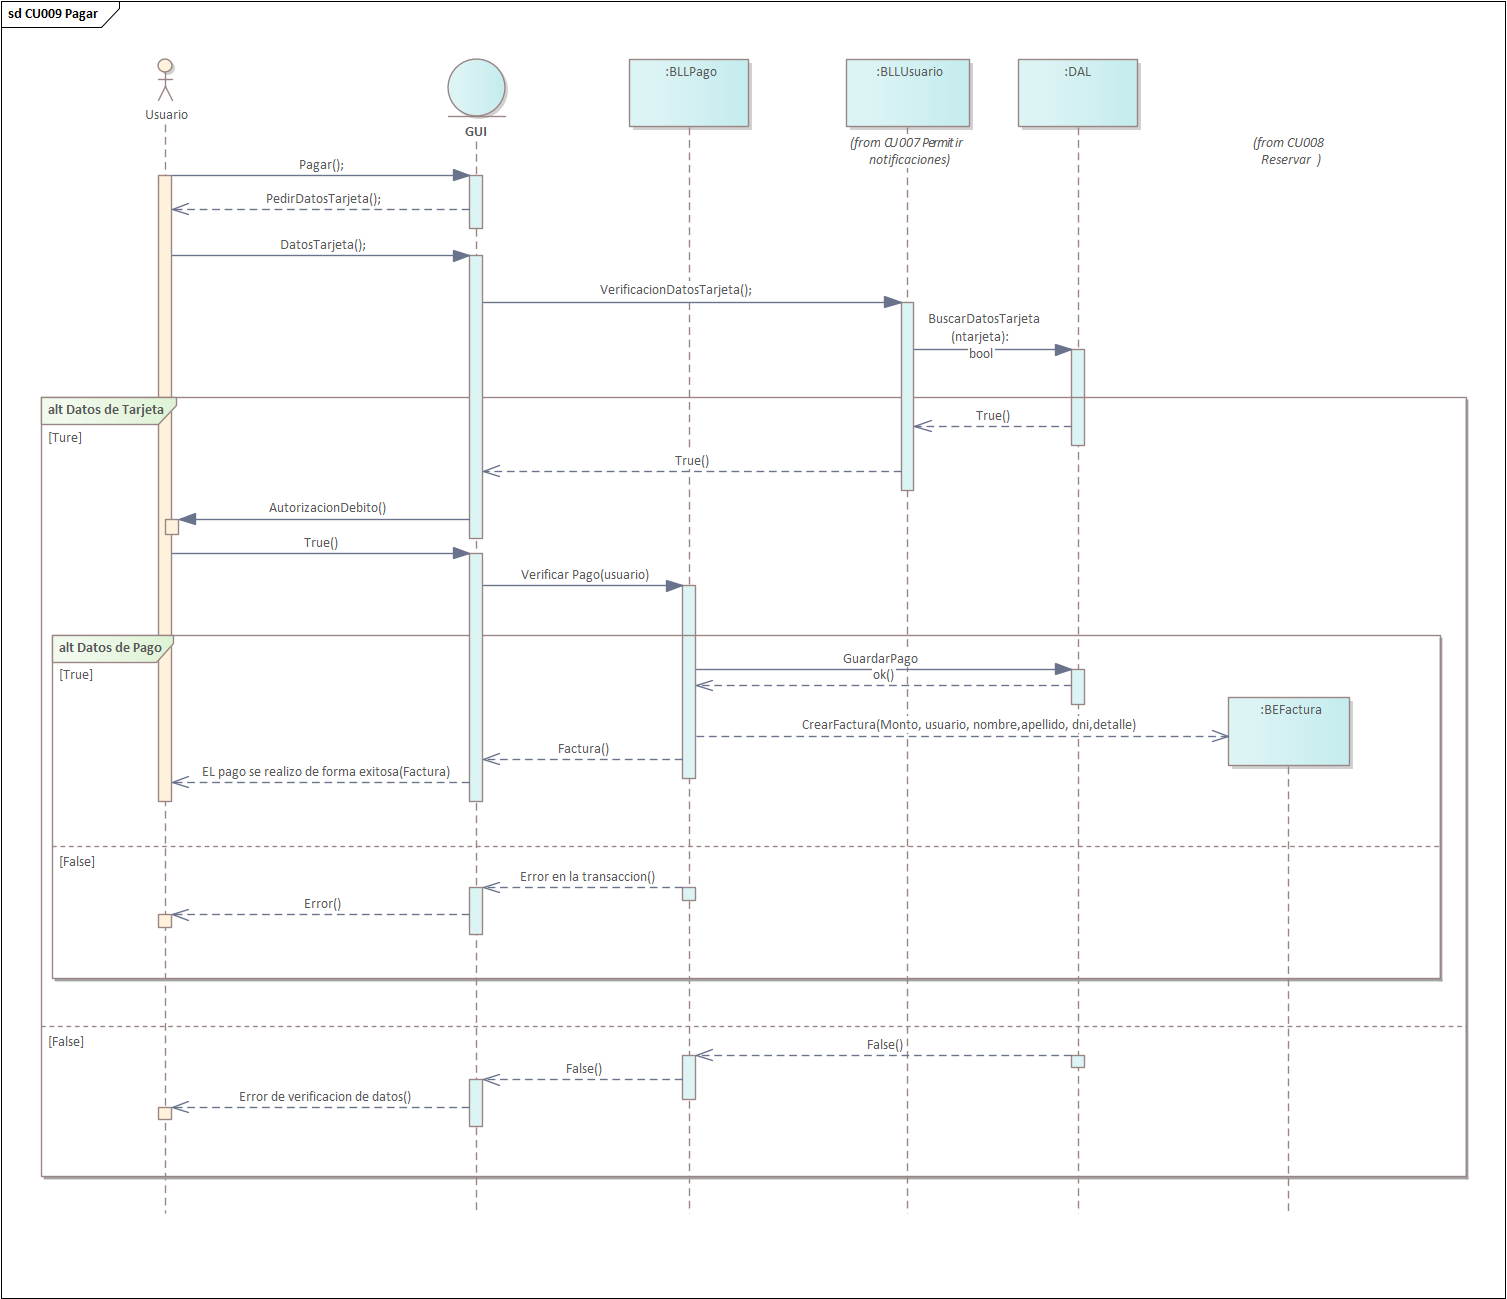 sd CU009 Pagar
Usuario
GUI
:BLLPago
:BLLUsuario
:DAL
(from CU007 Permitir
notificaciones)
(from CU008
Reservar )
Pagar();
PedirDatosTarjeta();
DatosTarjeta();
VerificacionDatosTarjeta();
BuscarDatosTarjeta
(ntarjeta):
bool
alt Datos de Tarjeta
[Ture]
True()
True()
AutorizacionDebito()
True()
Verificar Pago(usuario)
alt Datos de Pago
[True]
GuardarPago
ok()
:BEFactura
CrearFactura(Monto, usuario, nombre,apellido, dni,detalle)
Factura()
EL pago se realizo de forma exitosa(Factura)
[False]
Error en la transaccion()
Error()
[False]
False()
False()
Error de verificacion de datos()